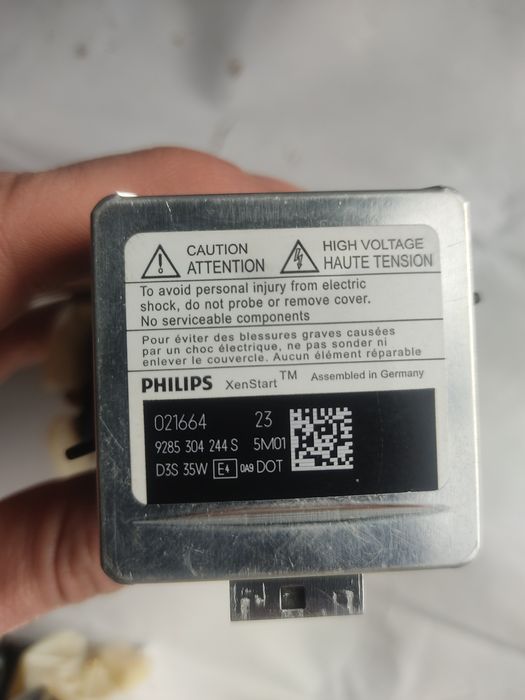 CAUTION
ATTENTION
HIGH VOLTAGE
HAUTE TENSION
To avoid personal injury from electric
shock, do not probe or remove cover.
No serviceable components
Pour éviter des blessures graves causées
par un choc électrique, ne pas sonder ni
enlever le couvercle. Aucun élément réparable
PHILIPS XenStart™ Assembled in Germany
021664 23
9285 304 244 S 5M01
D3S 35W E4 0A9 DOT